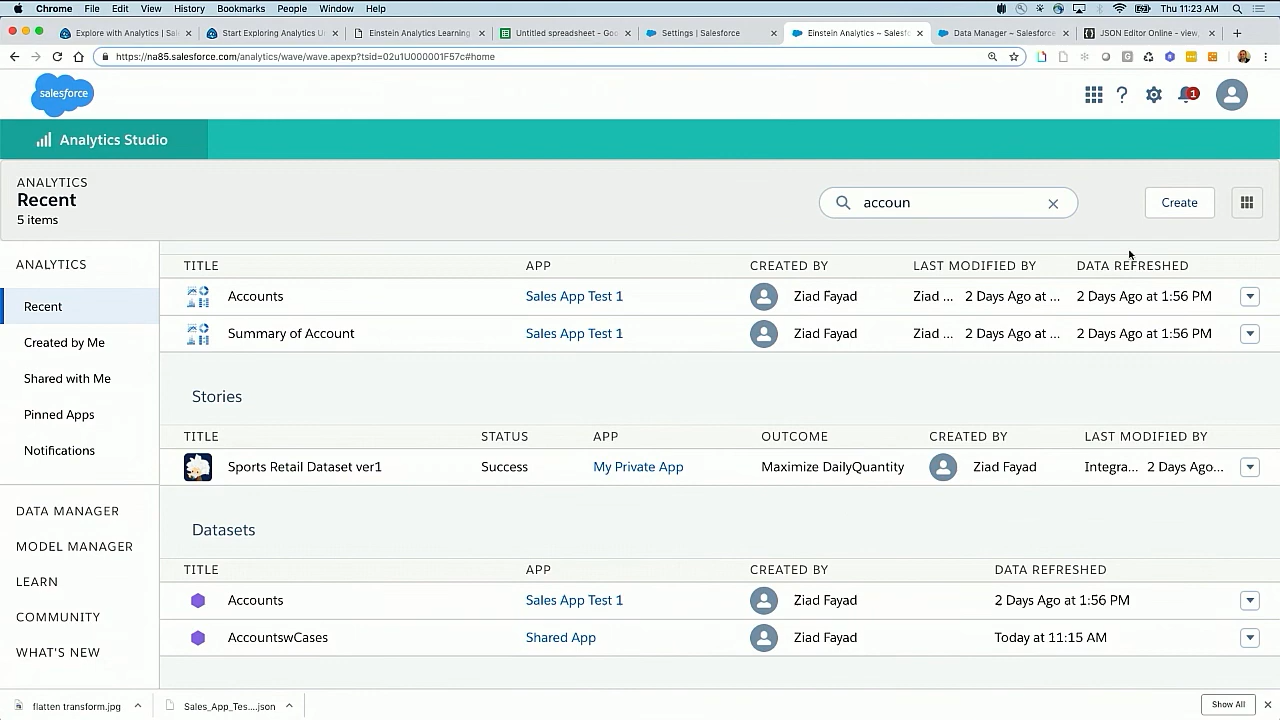 Chrome File Edit View History Bookmarks People Window Help Thu 11:23 AM
Explore with Analytics | Sal Start Exploring Analytics U Einstein Analytics Learning Untitled spreadsheet - Go Settings | Salesforce Einstein Analytics ~ Salesf Data Manager ~ Salesforce JSON Editor Online - view,
https://na85.salesforce.com/analytics/wave/wave.apexp?tsid=02u1U000001F57c#home
salesforce
1
Analytics Studio
ANALYTICS
Recent
5 items
accoun
Create
ANALYTICS
Recent
Created by Me
Shared with Me
Pinned Apps
Notifications
DATA MANAGER
MODEL MANAGER
LEARN
COMMUNITY
WHAT'S NEW
TITLE APP CREATED BY LAST MODIFIED BY DATA REFRESHED
Accounts Sales App Test 1 Ziad Fayad Ziad ... 2 Days Ago at ... 2 Days Ago at 1:56 PM
Summary of Account Sales App Test 1 Ziad Fayad Ziad ... 2 Days Ago at ... 2 Days Ago at 1:56 PM
Stories
TITLE STATUS APP OUTCOME CREATED BY LAST MODIFIED BY
Sports Retail Dataset ver1 Success My Private App Maximize DailyQuantity Ziad Fayad Integra... 2 Days Ago...
Datasets
TITLE APP CREATED BY DATA REFRESHED
Accounts Sales App Test 1 Ziad Fayad 2 Days Ago at 1:56 PM
AccountswCases Shared App Ziad Fayad Today at 11:15 AM
flatten transform.jpg Sales_App_Tes....json Show All